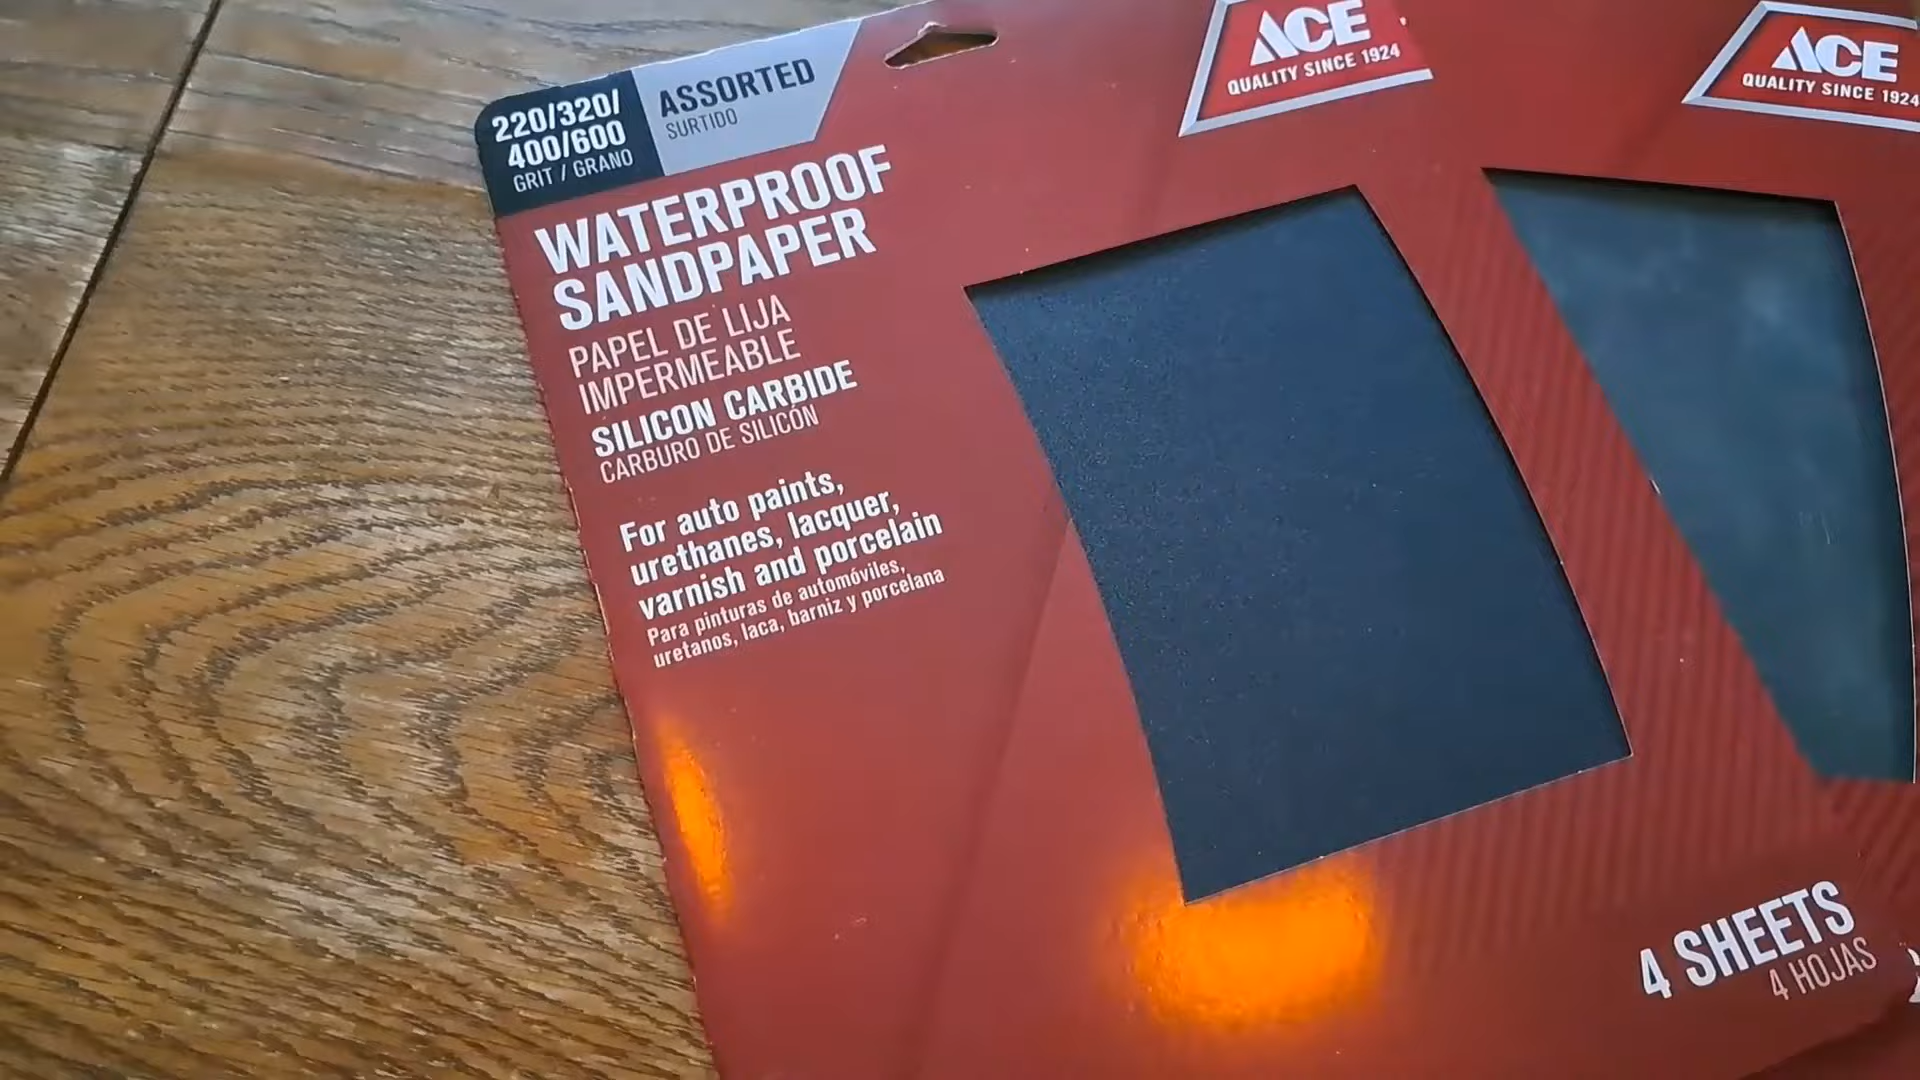 220/320/
400/600
GRIT / GRANO
ASSORTED
SURTIDO
WATERPROOF
SANDPAPER
PAPEL DE LIJA
IMPERMEABLE
SILICON CARBIDE
CARBURO DE SILICÓN
For auto paints,
urethanes, lacquer,
varnish and porcelain
Para pinturas de automóviles,
uretanos, laca, barniz y porcelana
ACE
QUALITY SINCE 1924
ACE
QUALITY SINCE 1924
4 SHEETS
4 HOJAS